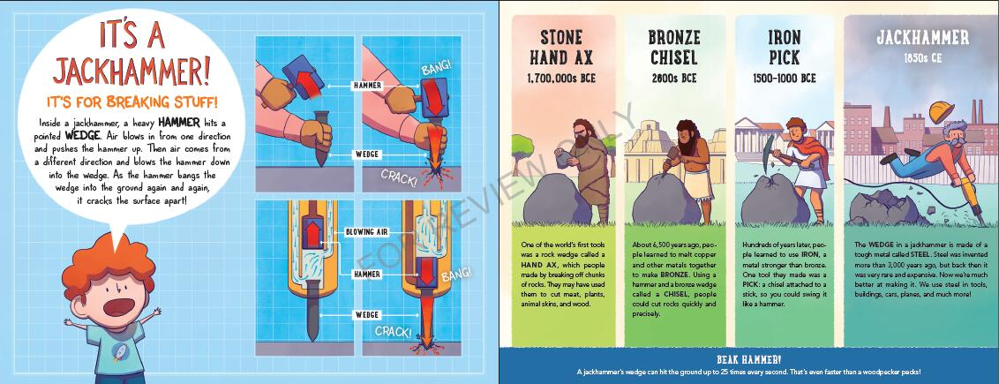 IT'S A
JACKHAMMER!
IT'S FOR BREAKING STUFF!
Inside a jackhammer, a heavy HAMMER hits a
pointed WEDGE. Air blows in from one direction
and pushes the hammer up. Then air comes from
a different direction and blows the hammer down
into the wedge. As the hammer bangs the
wedge into the ground again and again,
it cracks the surface apart!
BANG!
HAMMER
WEDGE
CRACK!
BLOWING AIR
HAMMER
BANG!
WEDGE
CRACK!
STONE
HAND AX
1,700,000s BCE
One of the world's first tools
was a rock wedge called a
HAND AX, which people
made by breaking off chunks
of rocks. They may have used
them to cut meat, plants,
animal skins, and wood.
BRONZE
CHISEL
2000s BCE
About 6,500 years ago, peo-
ple learned to melt copper
and other metals together
to make BRONZE. Using a
hammer and a bronze wedge
called a CHISEL, people
could cut rocks quickly and
precisely.
IRON
PICK
1500-1000 BCE
Hundreds of years later, peo-
ple learned to use IRON, a
metal stronger than bronze.
One tool they made was a
PICK: a chisel attached to a
stick, so you could swing it
like a hammer.
JACKHAMMER
1850s CE
The WEDGE in a jackhammer is made of a
tough metal called STEEL. Steel was invented
more than 3,000 years ago, but back then it
was very rare and expensive. Now we're much
better at making it. We use steel in tools,
buildings, cars, planes, and much more!
BEAK HAMMER!
A jackhammer's wedge can hit the ground up to 25 times every second. That's even faster than a woodpecker pecks!
FOR REVIEW ONLY